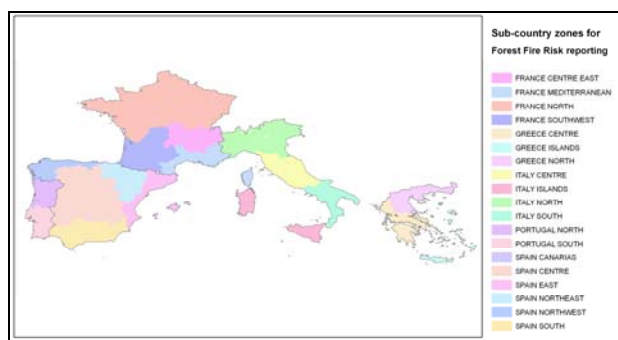 Sub-country zones for
Forest Fire Risk reporting
FRANCE CENTRE EAST
FRANCE MEDITERRANEAN
FRANCE NORTH
FRANCE SOUTHWEST
GREECE CENTRE
GREECE ISLANDS
GREECE NORTH
ITALY CENTRE
ITALY ISLANDS
ITALY NORTH
ITALY SOUTH
PORTUGAL NORTH
PORTUGAL SOUTH
SPAIN CANARIAS
SPAIN CENTRE
SPAIN EAST
SPAIN NORTHEAST
SPAIN NORTHWEST
SPAIN SOUTH